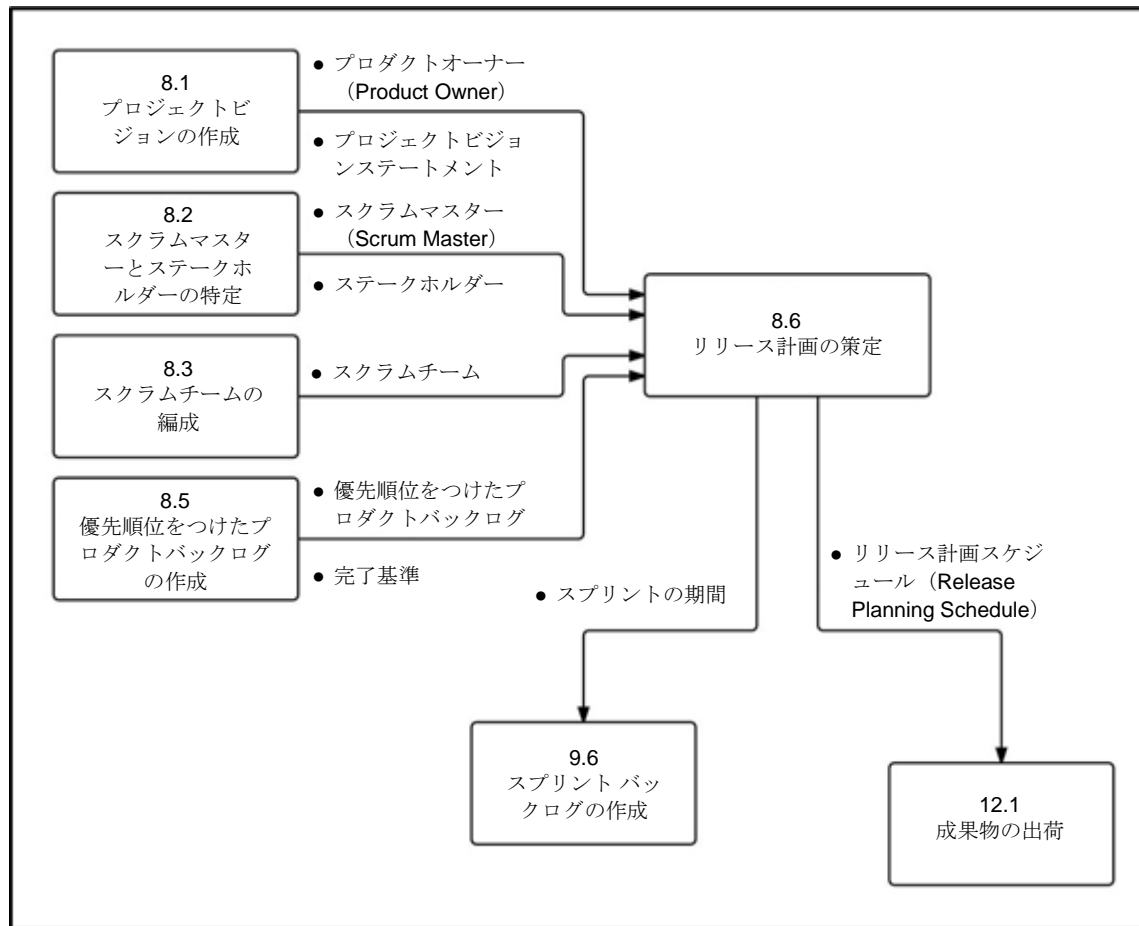 8.1
プロジェクトビ
ジョンの作成
● プロダクトオーナー
（Product Owner）
● プロジェクトビジョ
ンステートメント
8.2
スクラムマスタ
ーとステークホ
ルダーの特定
● スクラムマスター
（Scrum Master）
● ステークホルダー
8.3
スクラムチームの
編成
● スクラムチーム
8.5
優先順位をつけたプ
ロダクトバックログ
の作成
● 優先順位をつけたプ
ロダクトバックログ
● 完了基準
8.6
リリース計画の策定
● スプリントの期間
● リリース計画スケジ
ュール（Release
Planning Schedule）
9.6
スプリント バッ
クログの作成
12.1
成果物の出荷